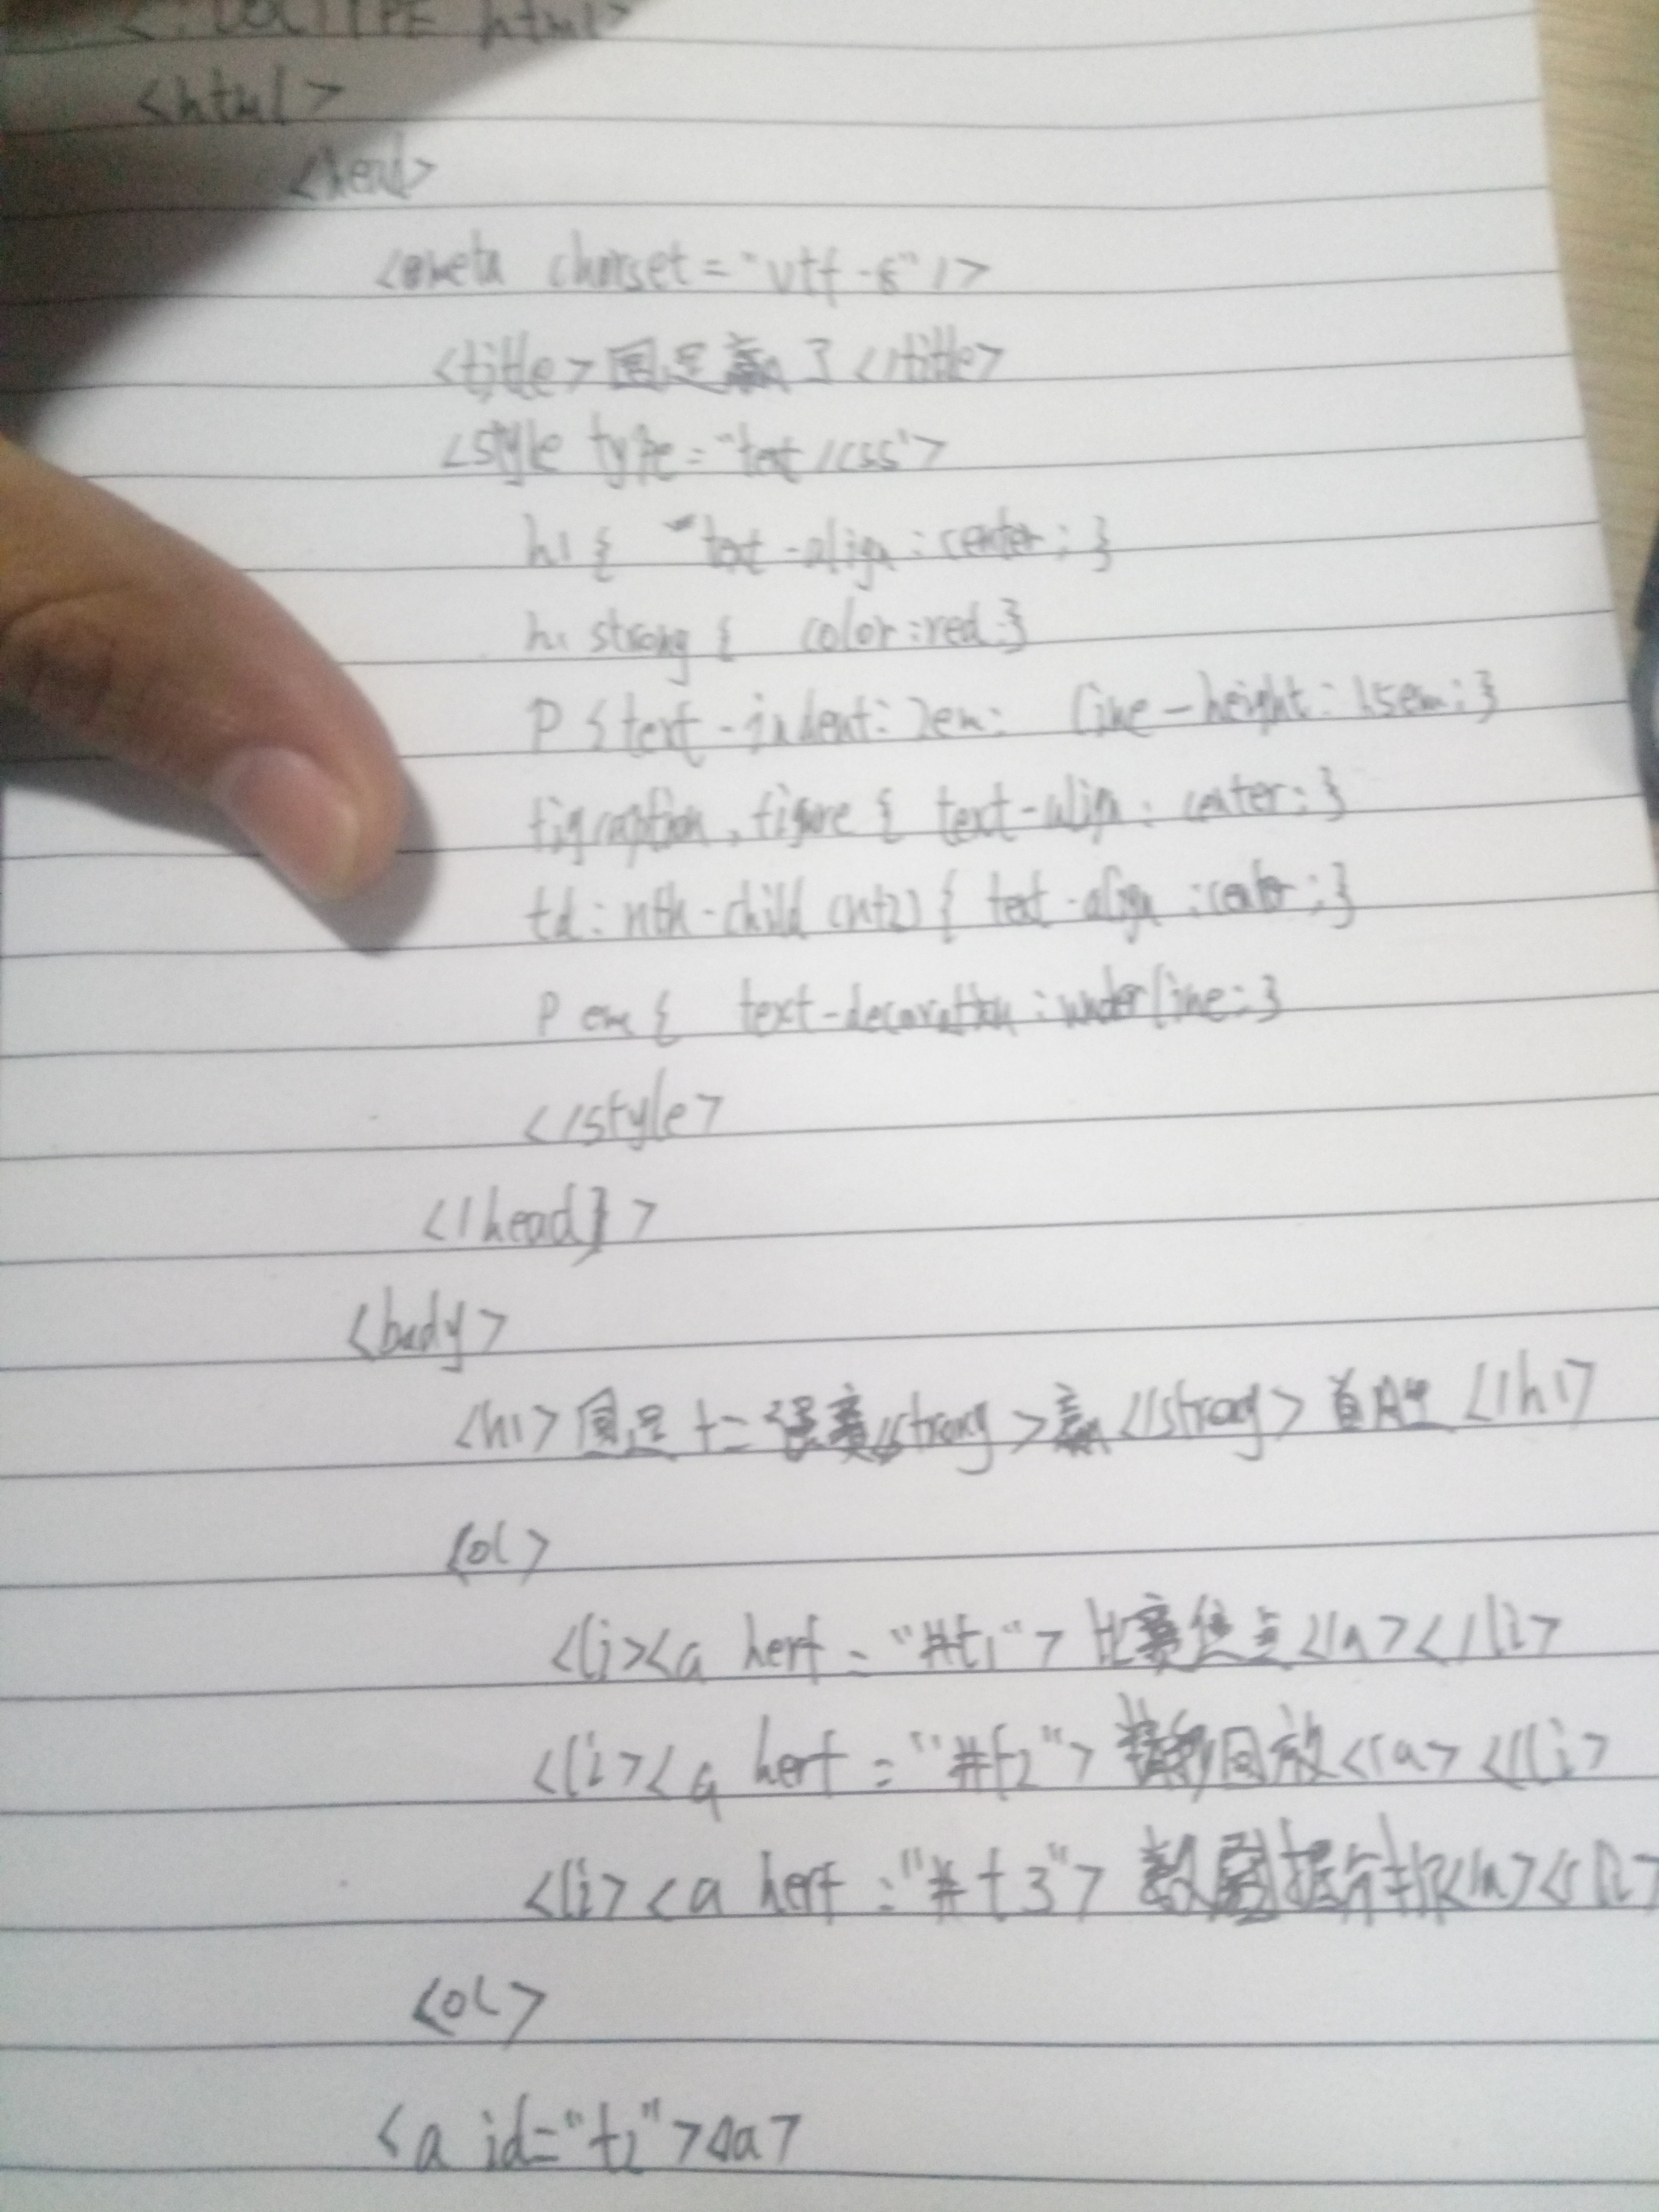 <!DOCTYPE html>
<html>
<head>
<meta charset="utf-8"/>
<title>国足赢了</title>
<style type="text/css">
h1{ text-align:center;}
h1 strong{ color:red;}
P{text-indent:2em; line-height:1.5em;}
figcaption,figure{ text-align:center;}
td:nth-child(n+2){ text-align:center;}
P em{ text-decoration:underline;}
</style>
</head>
<body>
<h1>国足十二强赛<strong>赢</strong>首胜</h1>
<ol>
<li><a herf="#t1">比赛焦点</a></li>
<li><a herf="#t2">精彩回放</a></li>
<li><a herf="#t3">数据分析</a></li>
<ol>
<a id="t1"></a>